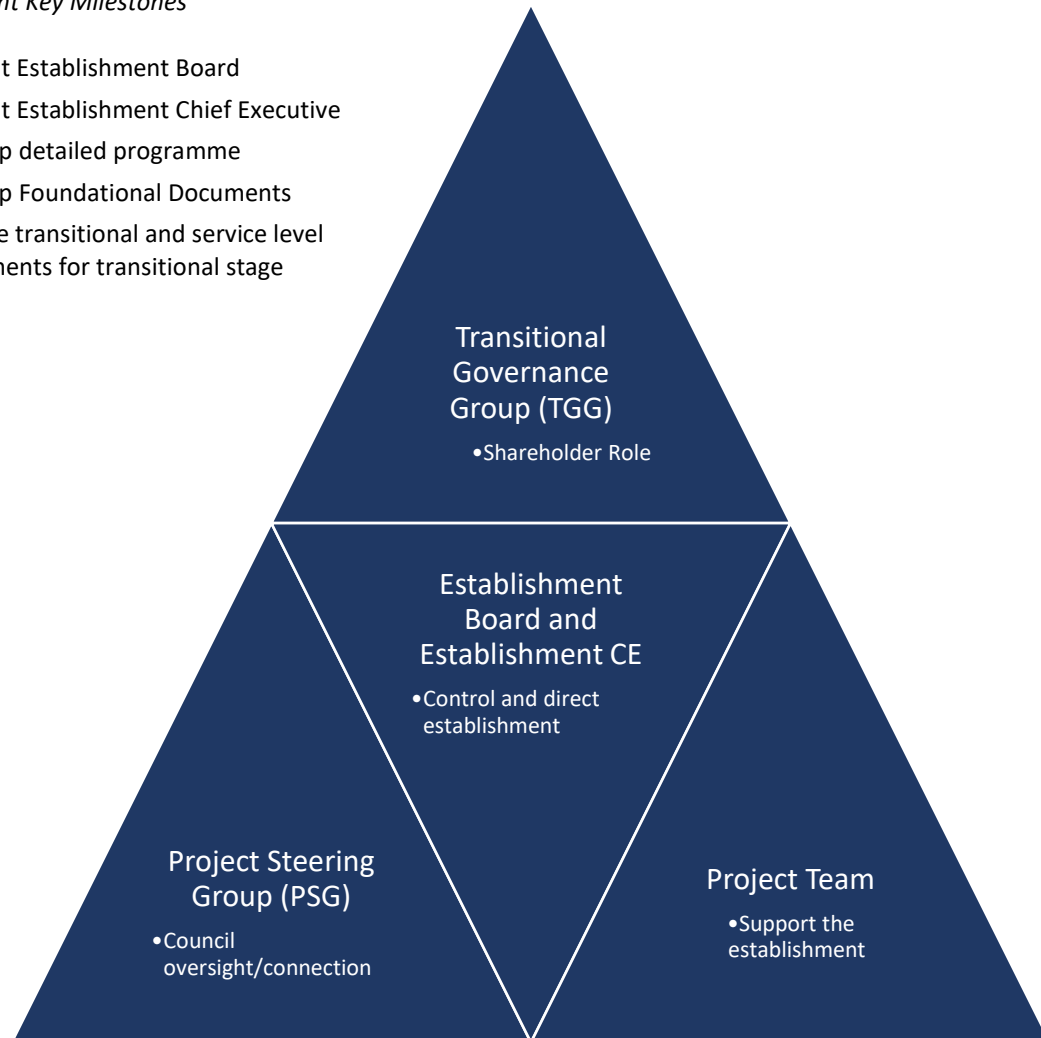 Key Milestones
Establishment Board
Establishment Chief Executive
detailed programme
Foundational Documents
transitional and service level
for transitional stage
Transitional
Governance
Group (TGG)
•Shareholder Role
Establishment
Board and
Establishment CE
•Control and direct
establishment
Project Steering
Group (PSG)
•Council
oversight/connection
Project Team
•Support the
establishment